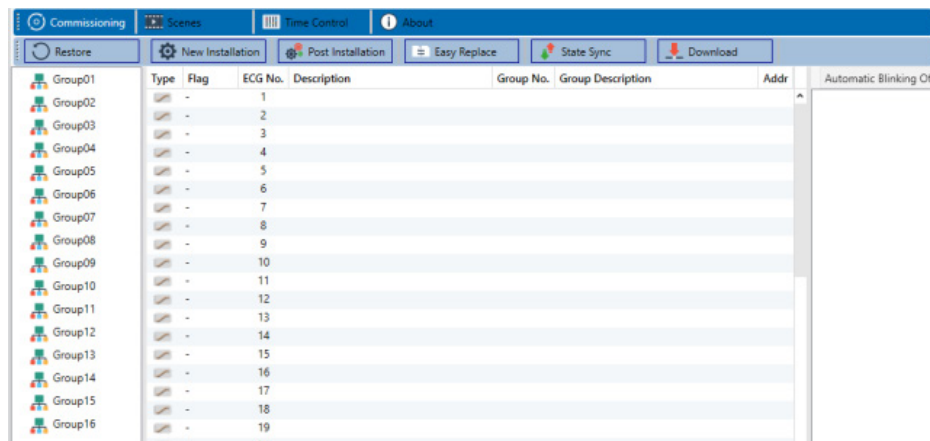 Commissioning Scenes Time Control About
Restore New Installation Post Installation Easy Replace State Sync Download
Group01
Group02
Group03
Group04
Group05
Group06
Group07
Group08
Group09
Group10
Group11
Group12
Group13
Group14
Group15
Group16
Type Flag ECG No. Description Group No. Group Description Addr
- 1
- 2
- 3
- 4
- 5
- 6
- 7
- 8
- 9
- 10
- 11
- 12
- 13
- 14
- 15
- 16
- 17
- 18
- 19
Automatic Blinking Of